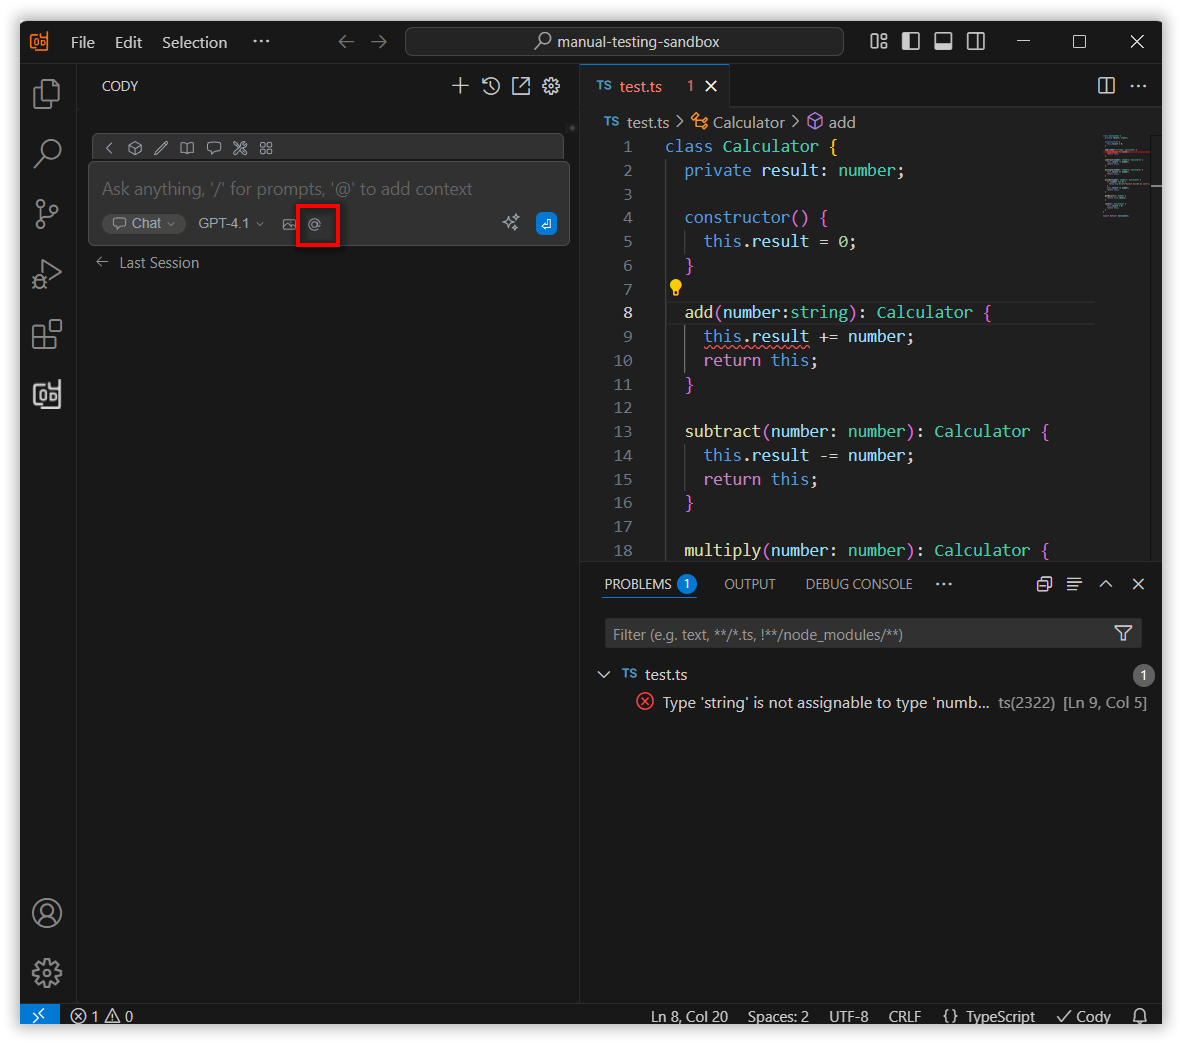 File Edit Selection ··· manual-testing-sandbox
CODY
Ask anything, '/' for prompts, '@' to add context
Chat GPT-4.1 @
Last Session
TS test.ts 1
TS test.ts > Calculator > add
1 class Calculator {
2 private result: number;
3
4 constructor() {
5 this.result = 0;
6 }
7
8 add(number:string): Calculator {
9 this.result += number;
10 return this;
11 }
12
13 subtract(number: number): Calculator {
14 this.result -= number;
15 return this;
16 }
17
18 multiply(number: number): Calculator {
PROBLEMS 1 OUTPUT DEBUG CONSOLE ···
Filter (e.g. text, **/*.ts, !**/node_modules/**)
TS test.ts 1
Type 'string' is not assignable to type 'numb... ts(2322) [Ln 9, Col 5]
1 0 Ln 8, Col 20 Spaces: 2 UTF-8 CRLF {} TypeScript Cody